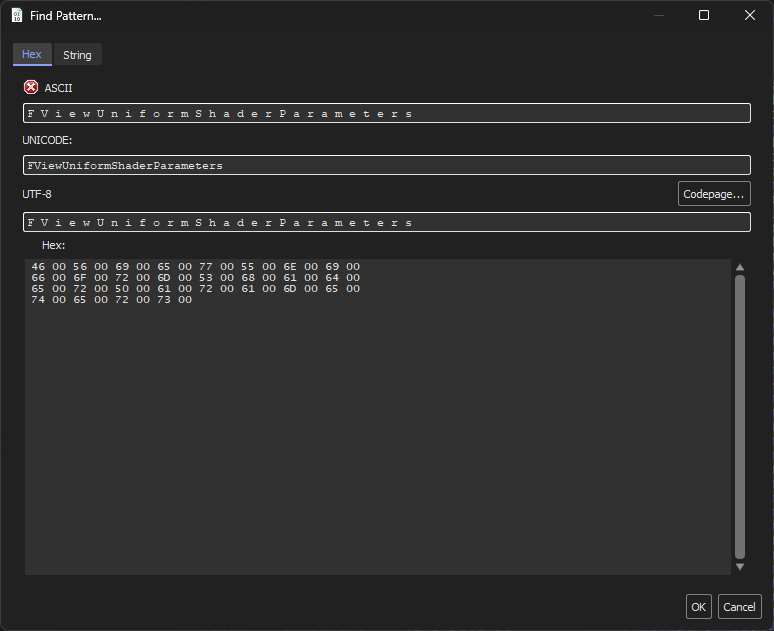 Find Pattern...
Hex String
ASCII
F V i e w U n i f o r m S h a d e r P a r a m e t e r s
UNICODE:
FViewUniformShaderParameters
UTF-8 Codepage...
F V i e w U n i f o r m S h a d e r P a r a m e t e r s
Hex:
46 00 56 00 69 00 65 00 77 00 55 00 6E 00 69 00
66 00 6F 00 72 00 6D 00 53 00 68 00 61 00 64 00
65 00 72 00 50 00 61 00 72 00 61 00 6D 00 65 00
74 00 65 00 72 00 73 00
OK Cancel